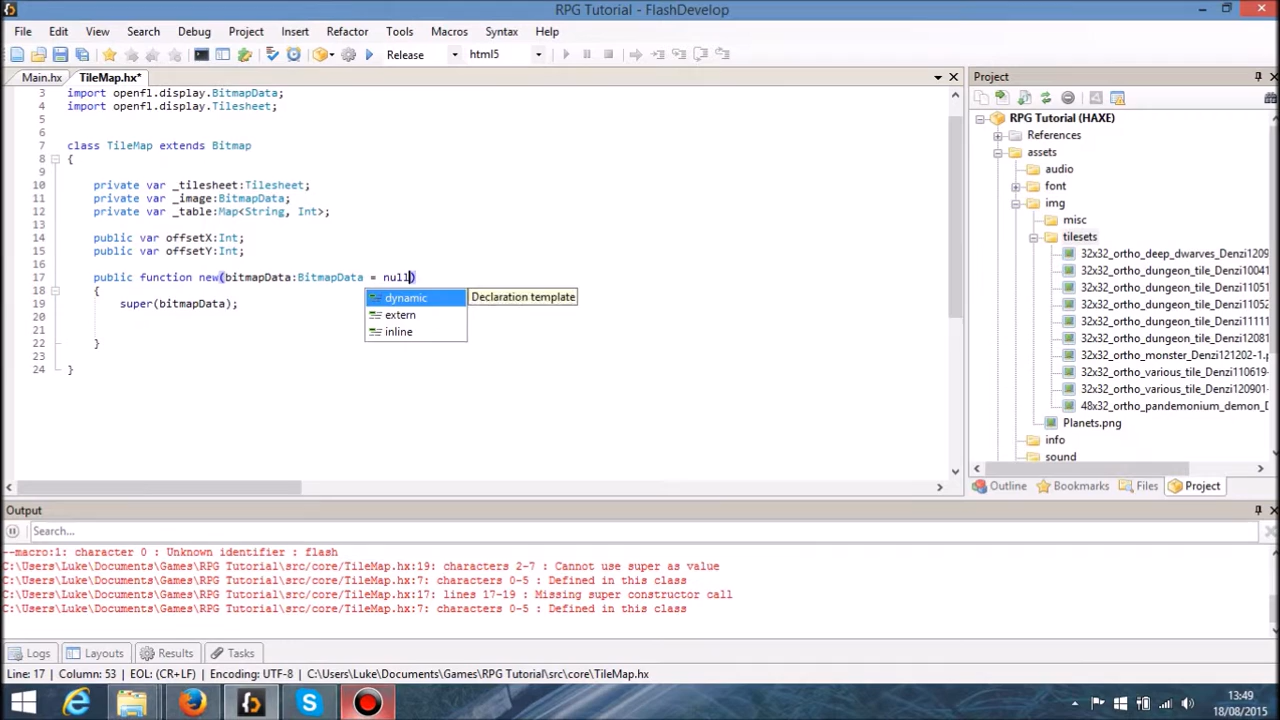 RPG Tutorial - FlashDevelop
File Edit View Search Debug Project Insert Refactor Tools Macros Syntax Help
Release html5
Main.hx TileMap.hx*
3 import openfl.display.BitmapData;
4 import openfl.display.Tilesheet;
5
6
7 class TileMap extends Bitmap
8 {
9
10 private var _tilesheet:Tilesheet;
11 private var _image:BitmapData;
12 private var _table:Map<String, Int>;
13
14 public var offsetX:Int;
15 public var offsetY:Int;
16
17 public function new(bitmapData:BitmapData = null)
18 {
19 super(bitmapData);
20
21
22 }
23
24 }
dynamic
extern
inline
Declaration template
Project
RPG Tutorial (HAXE)
References
assets
audio
font
img
misc
tilesets
32x32_ortho_deep_dwarves_Denzi1209
32x32_ortho_dungeon_tile_Denzi10041
32x32_ortho_dungeon_tile_Denzi11051
32x32_ortho_dungeon_tile_Denzi11052
32x32_ortho_dungeon_tile_Denzi11111
32x32_ortho_dungeon_tile_Denzi12081
32x32_ortho_monster_Denzi121202-1.p
32x32_ortho_various_tile_Denzi110619-
32x32_ortho_various_tile_Denzi120901-
48x32_ortho_pandemonium_demon_D
Planets.png
info
sound
Outline Bookmarks Files Project
Output
Search...
--macro:1: character 0 : Unknown identifier : flash
C:\Users\Luke\Documents\Games\RPG Tutorial\src/core/TileMap.hx:19: characters 2-7 : Cannot use super as value
C:\Users\Luke\Documents\Games\RPG Tutorial\src/core/TileMap.hx:7: characters 0-5 : Defined in this class
C:\Users\Luke\Documents\Games\RPG Tutorial\src/core/TileMap.hx:17: lines 17-19 : Missing super constructor call
C:\Users\Luke\Documents\Games\RPG Tutorial\src/core/TileMap.hx:7: characters 0-5 : Defined in this class
Logs Layouts Results Tasks
Line: 17 | Column: 53 | EOL: (CR+LF) | Encoding: UTF-8 | C:\Users\Luke\Documents\Games\RPG Tutorial\src\core\TileMap.hx
13:49
18/08/2015